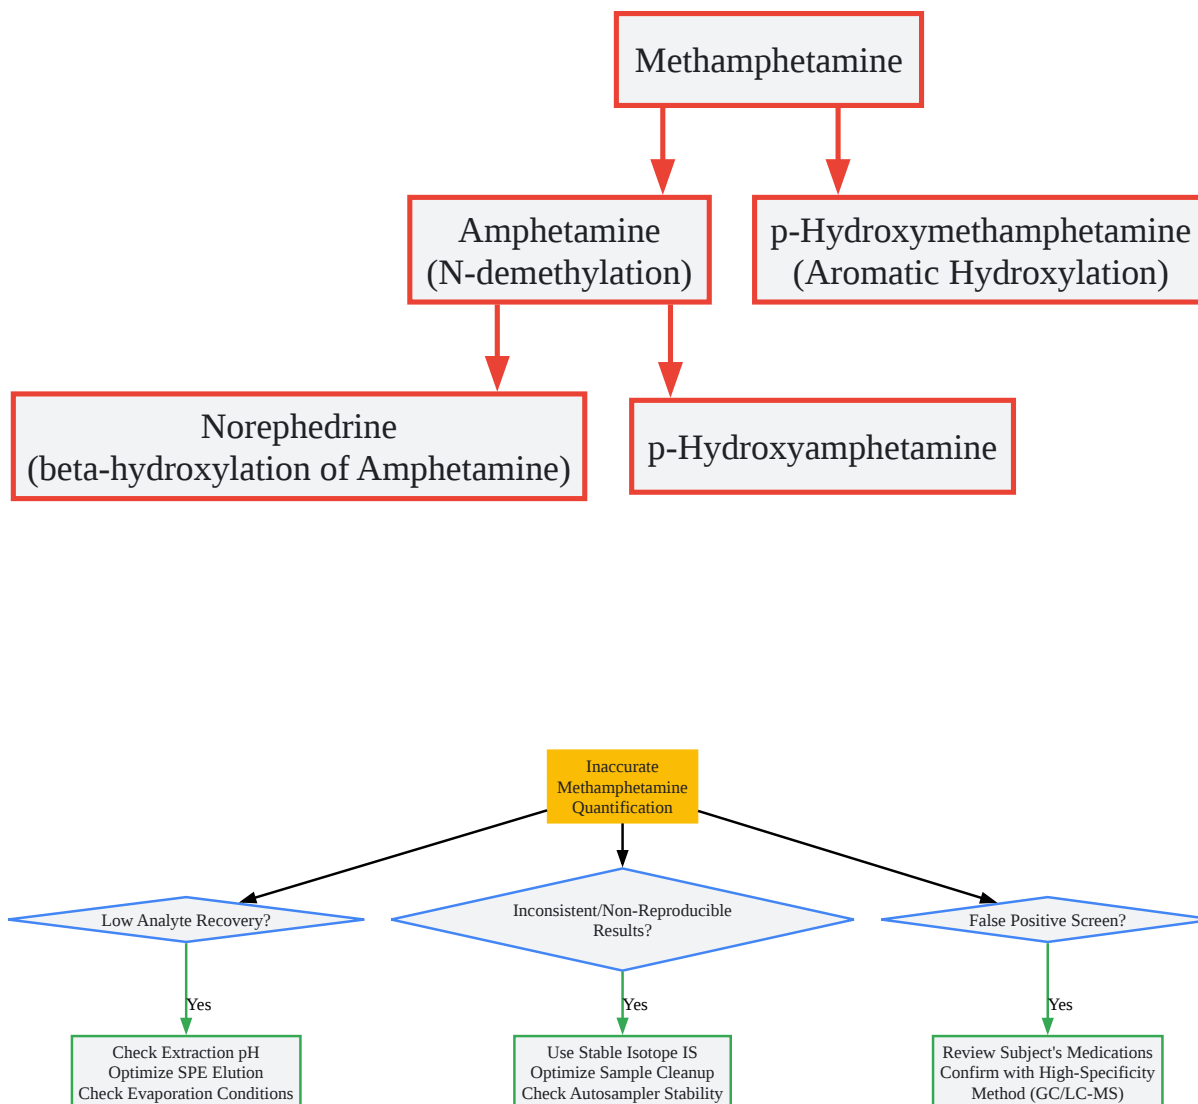 Methamphetamine
Amphetamine
(N-demethylation)
p-Hydroxymethamphetamine
(Aromatic Hydroxylation)
Norephedrine
(beta-hydroxylation of Amphetamine)
p-Hydroxyamphetamine
Inaccurate
Methamphetamine
Quantification
Low Analyte Recovery?
Inconsistent/Non-Reproducible
Results?
False Positive Screen?
Yes
Yes
Yes
Check Extraction pH
Optimize SPE Elution
Check Evaporation Conditions
Use Stable Isotope IS
Optimize Sample Cleanup
Check Autosampler Stability
Review Subject's Medications
Confirm with High-Specificity
Method (GC/LC-MS)